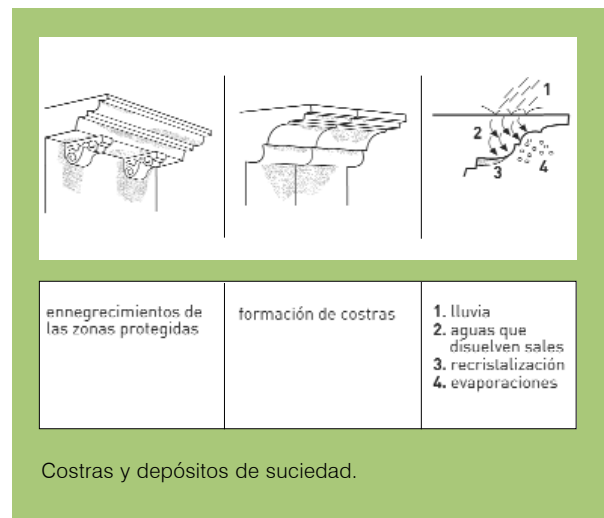 1
2
3
4
ennegrecimientos de
las zonas protegidas
formación de costras
1. lluvia
2. aguas que
disuelven sales
3. recristalización
4. evaporaciones
Costras y depósitos de suciedad.